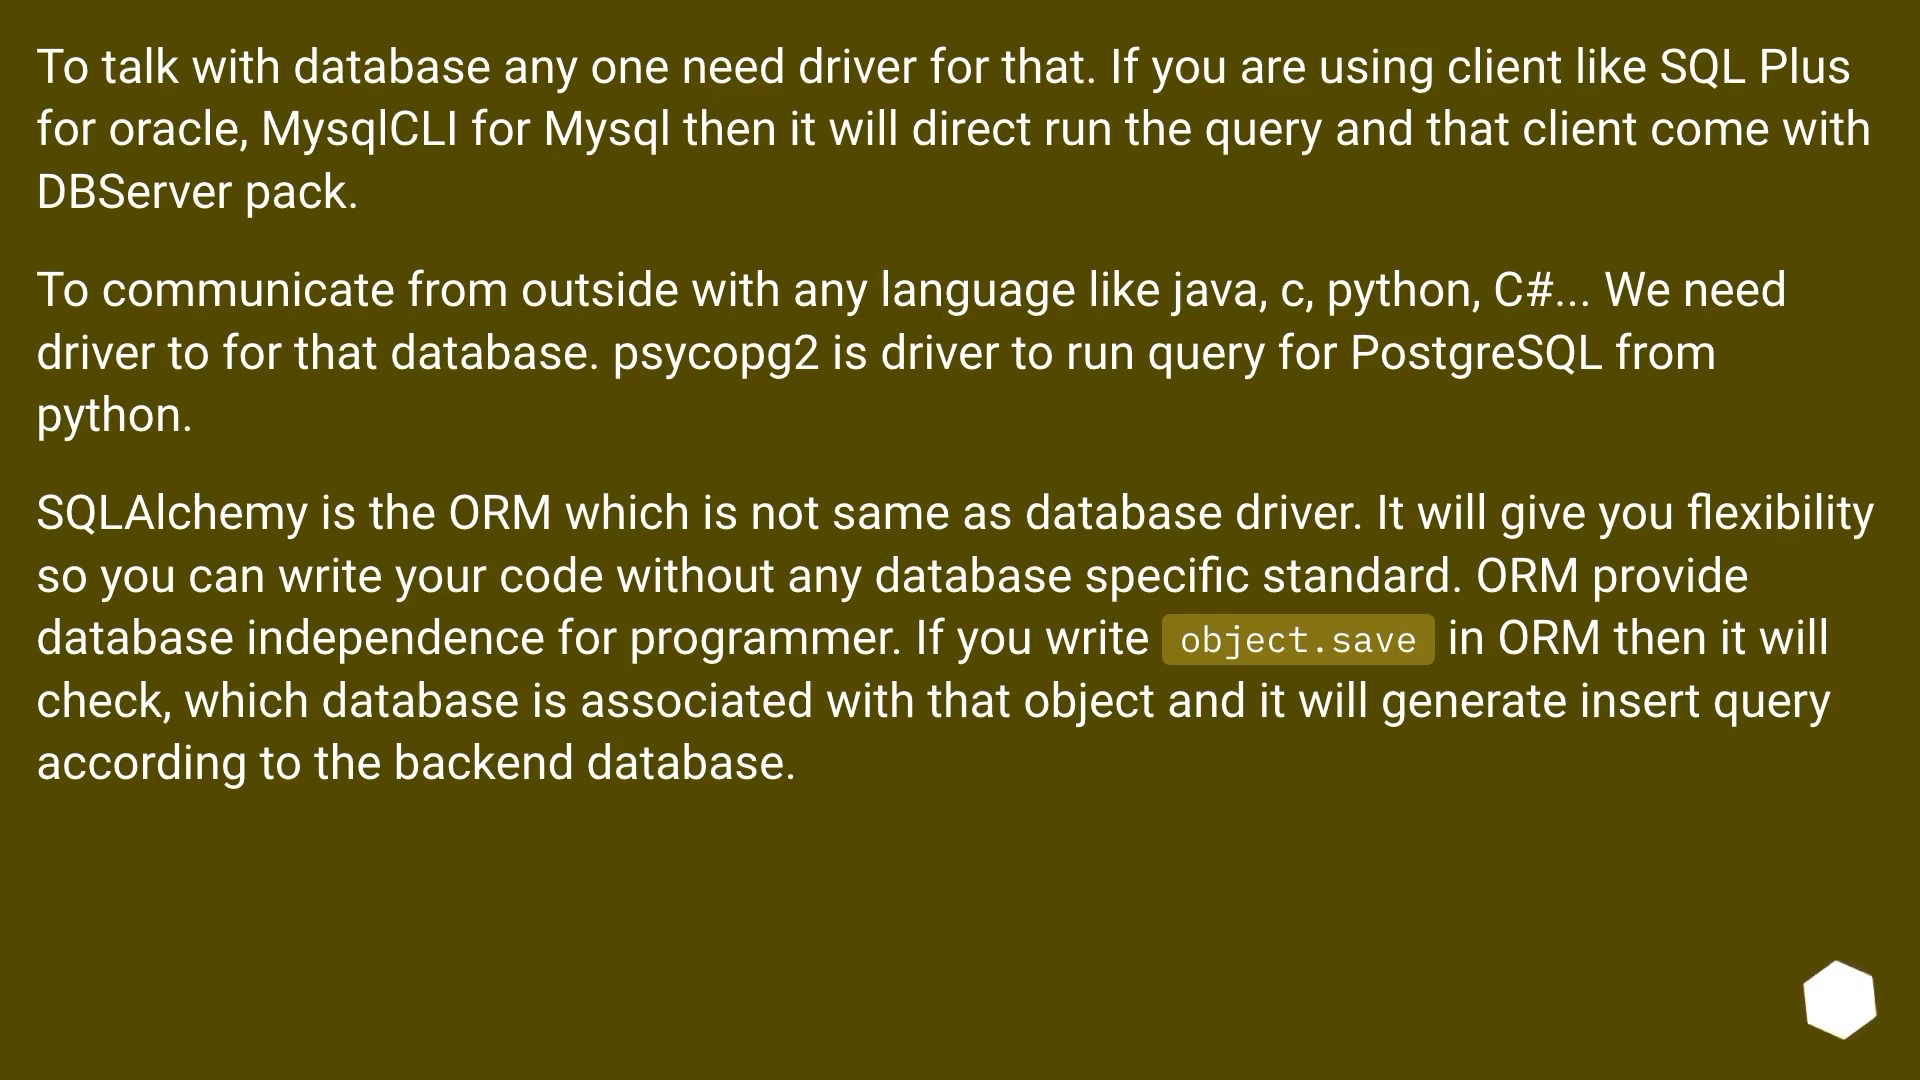 To talk with database any one need driver for that. If you are using client like SQL Plus
for oracle, MysqlCLI for Mysql then it will direct run the query and that client come with
DBServer pack.
To communicate from outside with any language like java, c, python, C#... We need
driver to for that database. psycopg2 is driver to run query for PostgreSQL from
python.
SQLAlchemy is the ORM which is not same as database driver. It will give you flexibility
so you can write your code without any database specific standard. ORM provide
database independence for programmer. If you write object.save in ORM then it will
check, which database is associated with that object and it will generate insert query
according to the backend database.